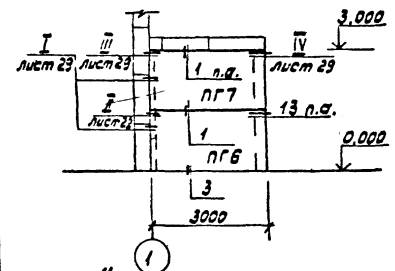 I III IV 3,000
лист 29 лист 29 1 п.а. лист 29
II ПГ7 13 п.а.
лист 22 1
ПГ6 0,000
3
3000
1